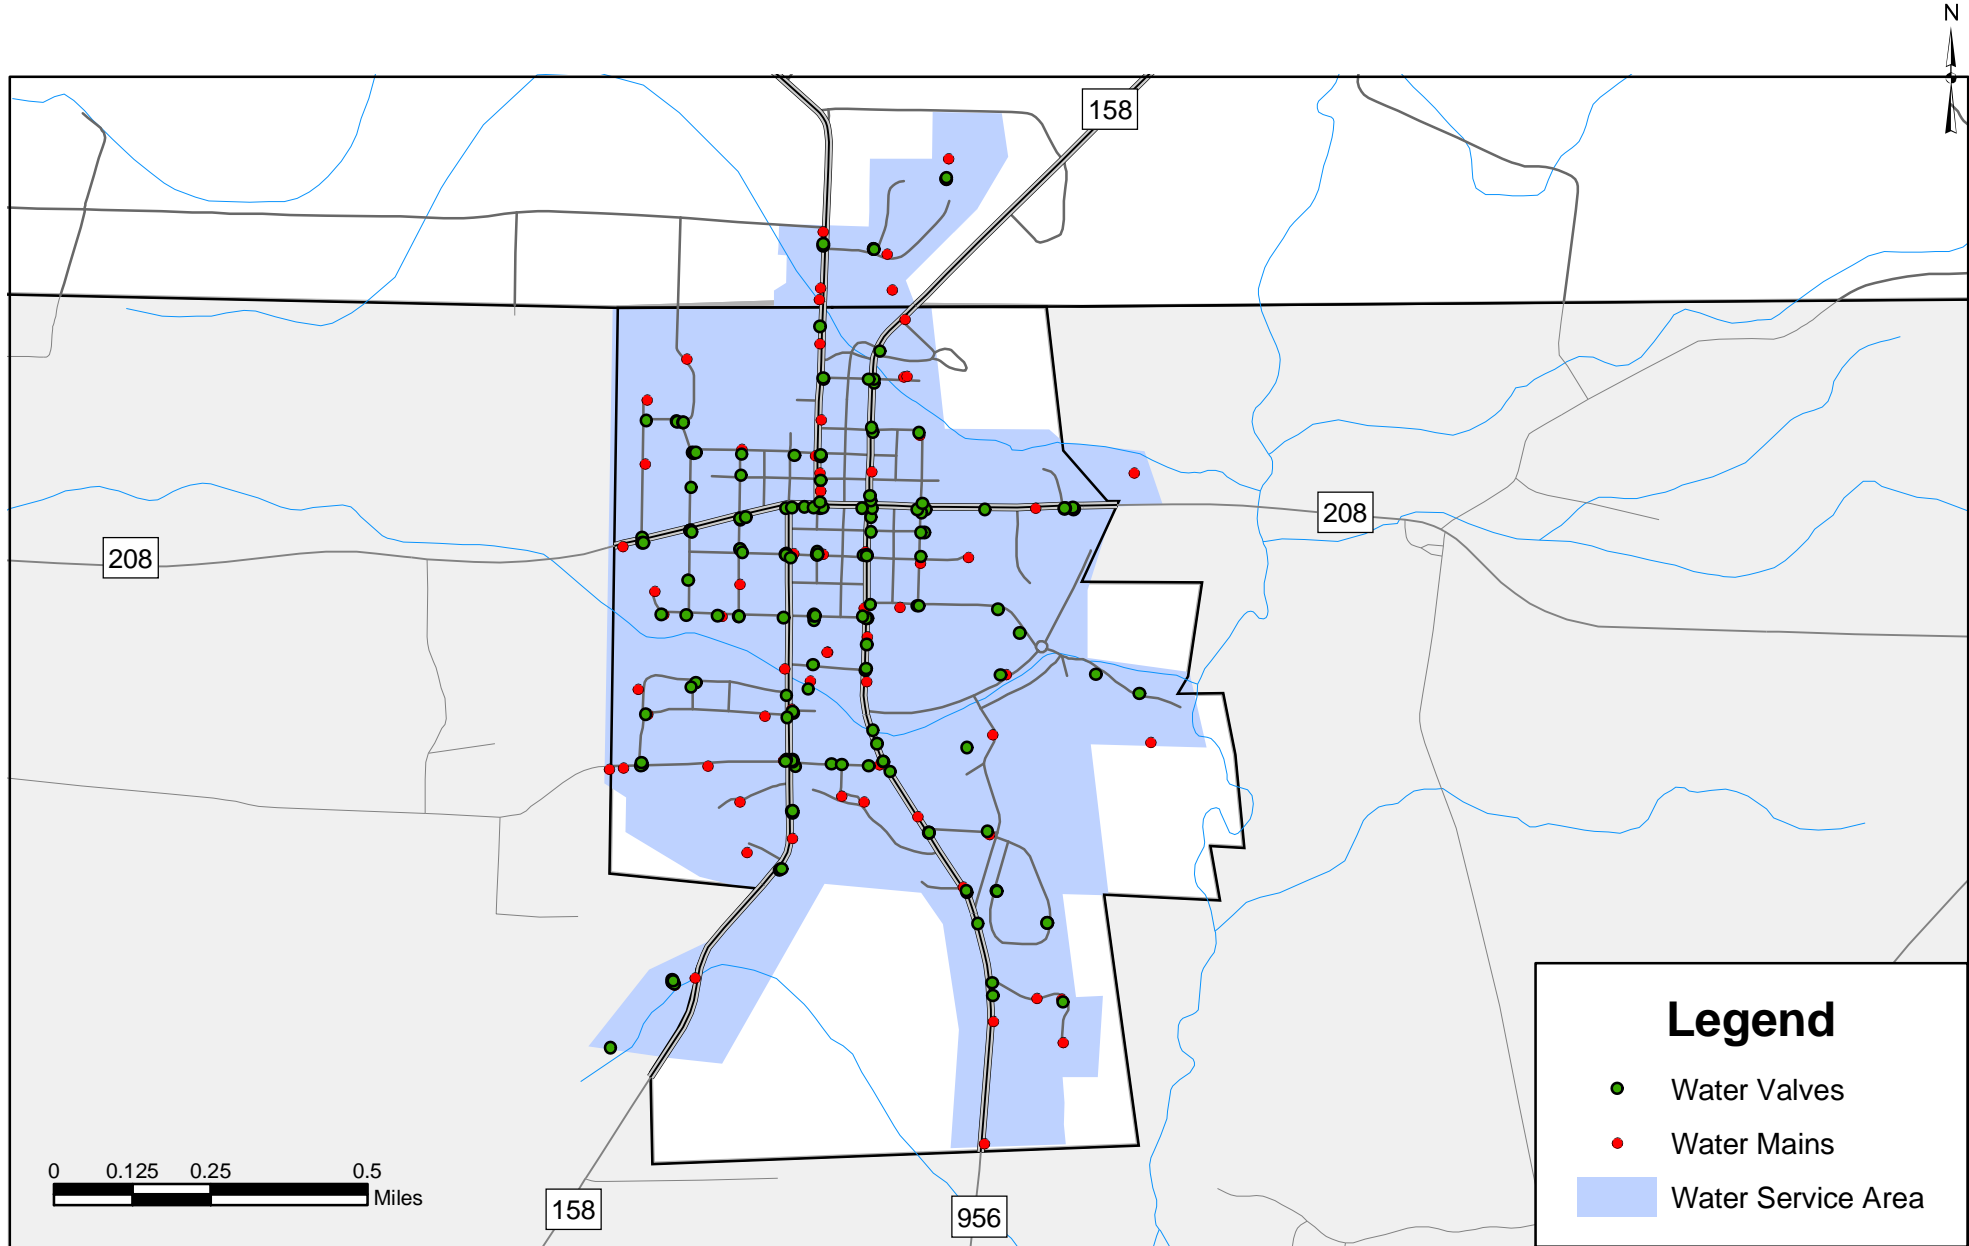 N
158
208
208
Legend
Water Valves
Water Mains
Water Service Area
0 0.125 0.25 0.5
Miles
158
956